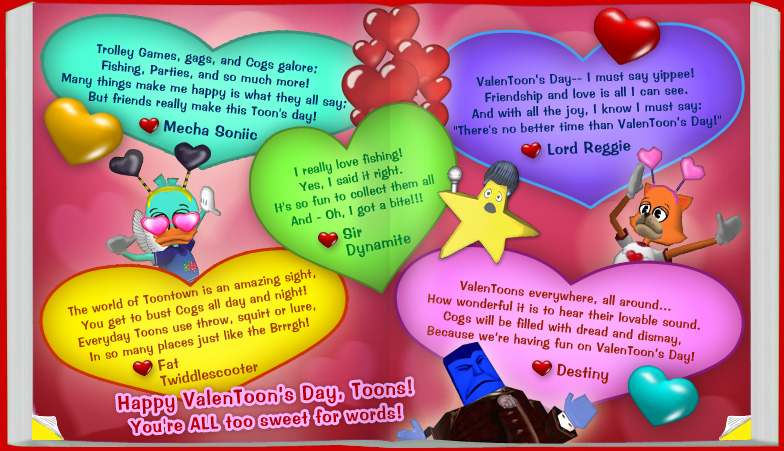 Trolley Games, gags, and Cogs galore;
Fishing, Parties, and so much more!
Many things make me happy is what they all say;
But friends really make this Toon's day!
Mecha Soniic
ValenToon's Day-- I must say yippee!
Friendship and love is all I can see.
And with all the joy, I know I must say:
"There's no better time than ValenToon's Day!"
Lord Reggie
I really love fishing!
Yes, I said it right.
It's so fun to collect them all
And - Oh, I got a bite!!!
Sir
Dynamite
The world of Toontown is an amazing sight,
You get to bust Cogs all day and night!
Everyday Toons use throw, squirt or lure,
In so many places just like the Brrrgh!
Fat
Twiddlescooter
ValenToons everywhere, all around...
How wonderful it is to hear their lovable sound.
Cogs will be filled with dread and dismay,
Because we're having fun on ValenToon's Day!
Destiny
Happy ValenToon's Day, Toons!
You're ALL too sweet for words!